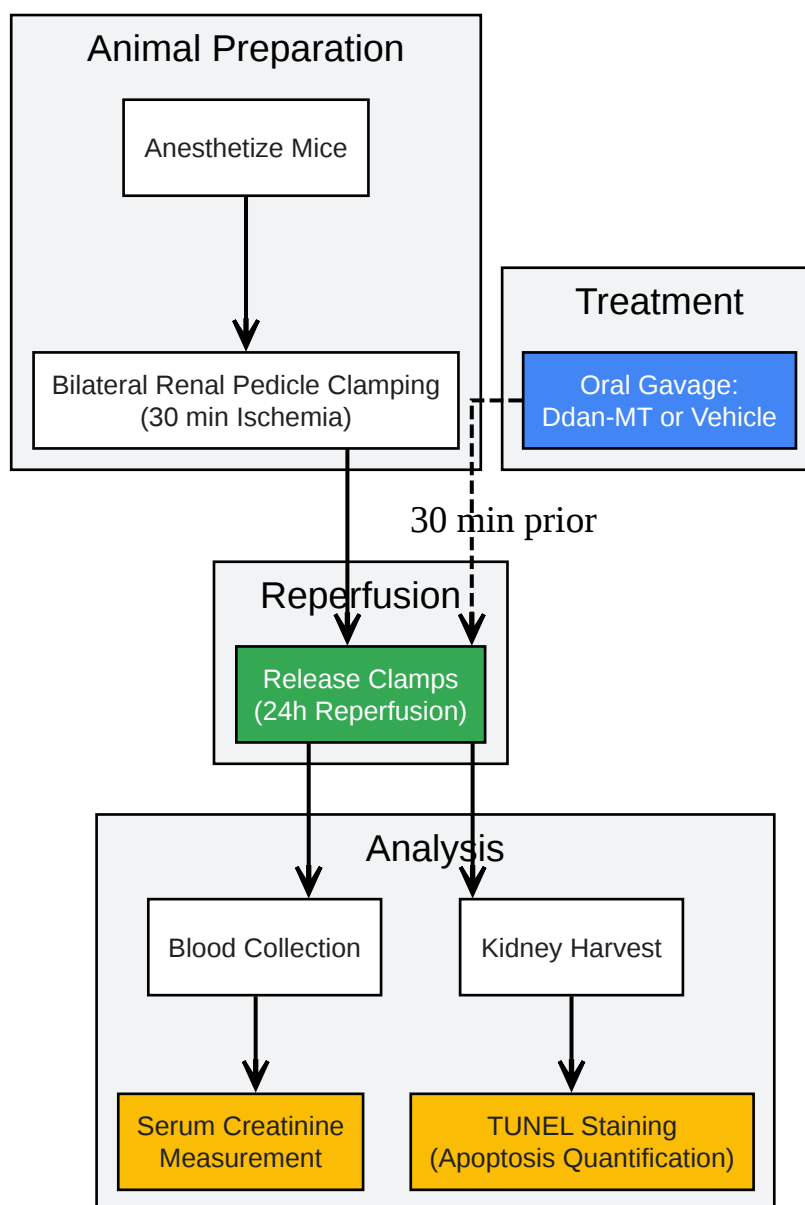 Animal Preparation
Anesthetize Mice
Bilateral Renal Pedicle Clamping
(30 min Ischemia)
Treatment
Oral Gavage:
Ddan-MT or Vehicle
30 min prior
Reperfusion
Release Clamps
(24h Reperfusion)
Analysis
Blood Collection
Kidney Harvest
Serum Creatinine
Measurement
TUNEL Staining
(Apoptosis Quantification)